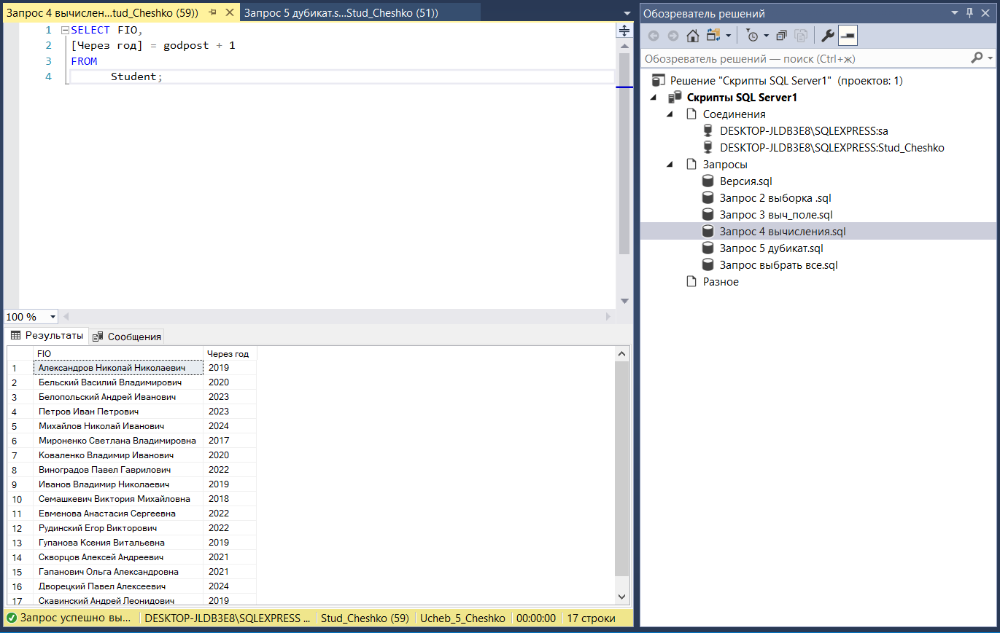 Запрос 4 вычислен...tud_Cheshko (59))
Запрос 5 дубикат.s...Stud_Cheshko (51))
1 SELECT FIO,
2 [Через год] = godpost + 1
3 FROM
4 Student;
100 %
Результаты Сообщения
FIO Через год
1 Александров Николай Николаевич 2019
2 Бельский Василий Владимирович 2020
3 Белопольский Андрей Иванович 2023
4 Петров Иван Петрович 2023
5 Михайлов Николай Иванович 2024
6 Мироненко Светлана Владимировна 2017
7 Коваленко Владимир Иванович 2020
8 Виноградов Павел Гаврилович 2022
9 Иванов Владимир Николаевич 2019
10 Семашкевич Виктория Михайловна 2018
11 Евменова Анастасия Сергеевна 2022
12 Рудинский Егор Викторович 2022
13 Гупанова Ксения Витальевна 2019
14 Скворцов Алексей Андреевич 2021
15 Гапанович Ольга Александровна 2021
16 Дворецкий Павел Алексеевич 2024
17 Скавинский Андрей Леонидович 2019
Запрос успешно вы... DESKTOP-JLDB3E8\SQLEXPRESS ... Stud_Cheshko (59) Ucheb_5_Cheshko 00:00:00 17 строки
Обозреватель решений
Обозреватель решений — поиск (Ctrl+ж)
Решение "Скрипты SQL Server1" (проектов: 1)
Скрипты SQL Server1
Соединения
DESKTOP-JLDB3E8\SQLEXPRESS:sa
DESKTOP-JLDB3E8\SQLEXPRESS:Stud_Cheshko
Запросы
Версия.sql
Запрос 2 выборка .sql
Запрос 3 выч_поле.sql
Запрос 4 вычисления.sql
Запрос 5 дубикат.sql
Запрос выбрать все.sql
Разное